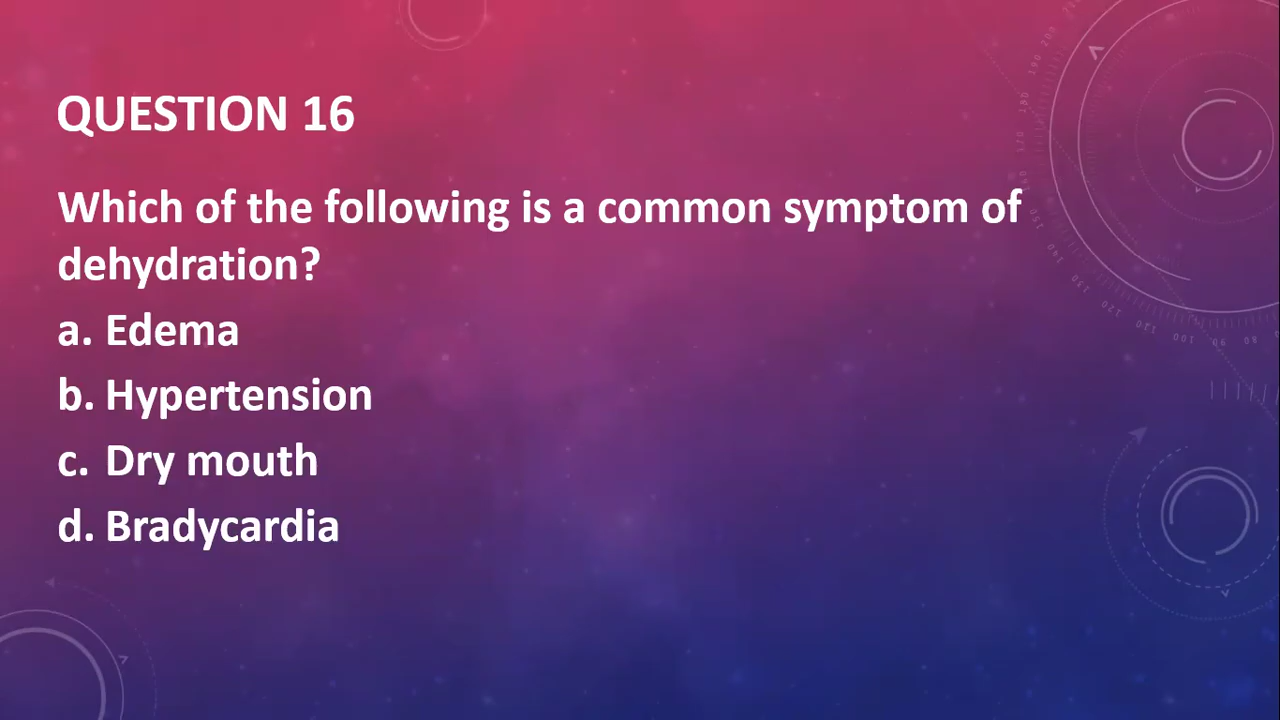 QUESTION 16
Which of the following is a common symptom of
dehydration?
a. Edema
b. Hypertension
c. Dry mouth
d. Bradycardia